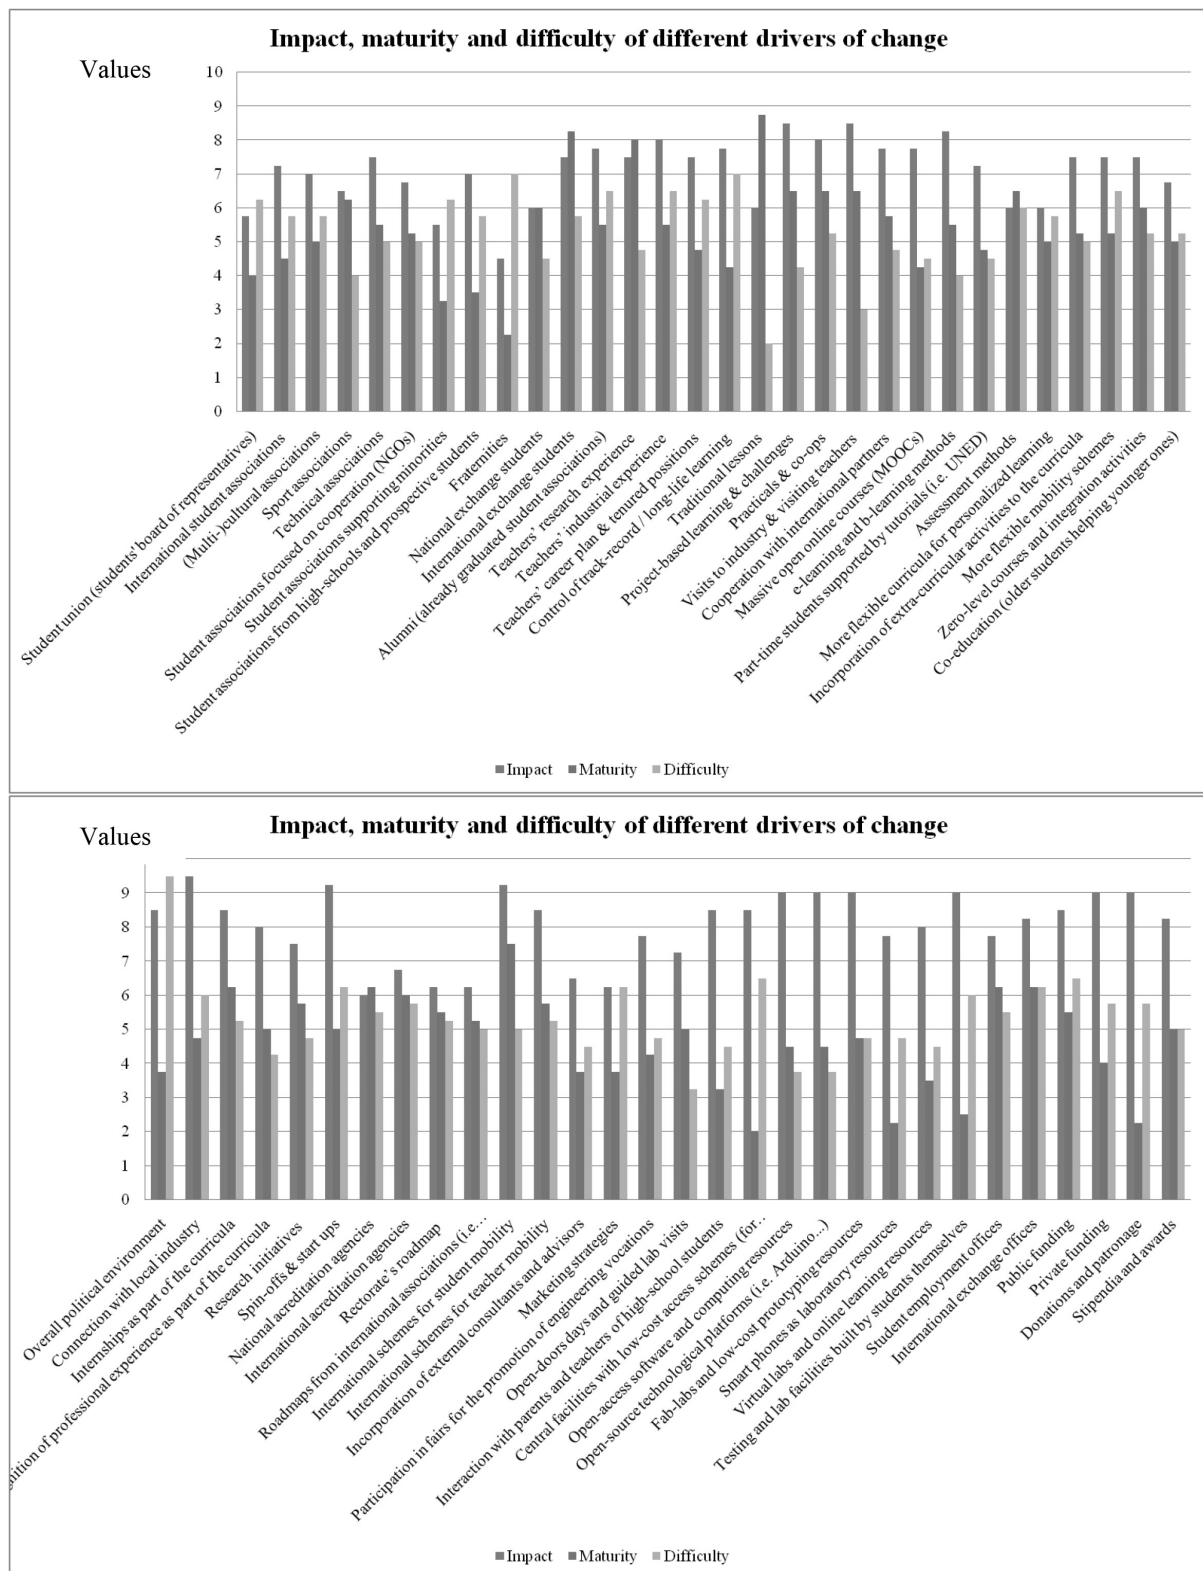 Impact, maturity and difficulty of different drivers of change
Values
10
9
8
7
6
5
4
3
2
1
0
Student union (students' board of representatives)
International student associations
(Multi-)cultural associations
Sport associations
Technical associations
Student associations focused on cooperation (NGOs)
Student associations supporting minorities
Student associations from high-schools and prospective students
Fraternities
National exchange students
International exchange students
Alumni (already graduated student associations)
Teachers' research experience
Teachers' industrial experience
Teachers' career plan & tenured possitions
Control of track-record / long-life learning
Traditional lessons
Project-based learning & challenges
Practicals & co-ops
Visits to industry & visiting teachers
Cooperation with international partners
Massive open online courses (MOOCs)
e-learning and b-learning methods
Part-time students supported by tutorials (i.e. UNED)
Assessment methods
More flexible curricula for personalized learning
Incorporation of extra-curricular activities to the curricula
More flexible mobility schemes
Zero-level courses and integration activities
Co-education (older students helping younger ones)
Impact Maturity Difficulty
Impact, maturity and difficulty of different drivers of change
Values
9
8
7
6
5
4
3
2
1
0
Overall political environment
Connection with local industry
Internships as part of the curricula
nition of professional experience as part of the curricula
Research initiatives
Spin-offs & start ups
National acreditation agencies
International acreditation agencies
Rectorate's roadmap
Roadmaps from international associations (i.e…
International schemes for student mobility
International schemes for teacher mobility
Incorporation of external consultants and advisors
Marketing strategies
Participation in fairs for the promotion of engineering vocations
Open-doors days and guided lab visits
Interaction with parents and teachers of high-school students
Central facilities with low-cost access schemes (for…
Open-access software and computing resources
Open-source technological platforms (i.e. Arduino…)
Fab-labs and low-cost prototyping resources
Smart phones as laboratory resources
Virtual labs and online learning resources
Testing and lab facilities built by students themselves
Student employment offices
International exchange offices
Public funding
Private funding
Donations and patronage
Stipendia and awards
Impact Maturity Difficulty